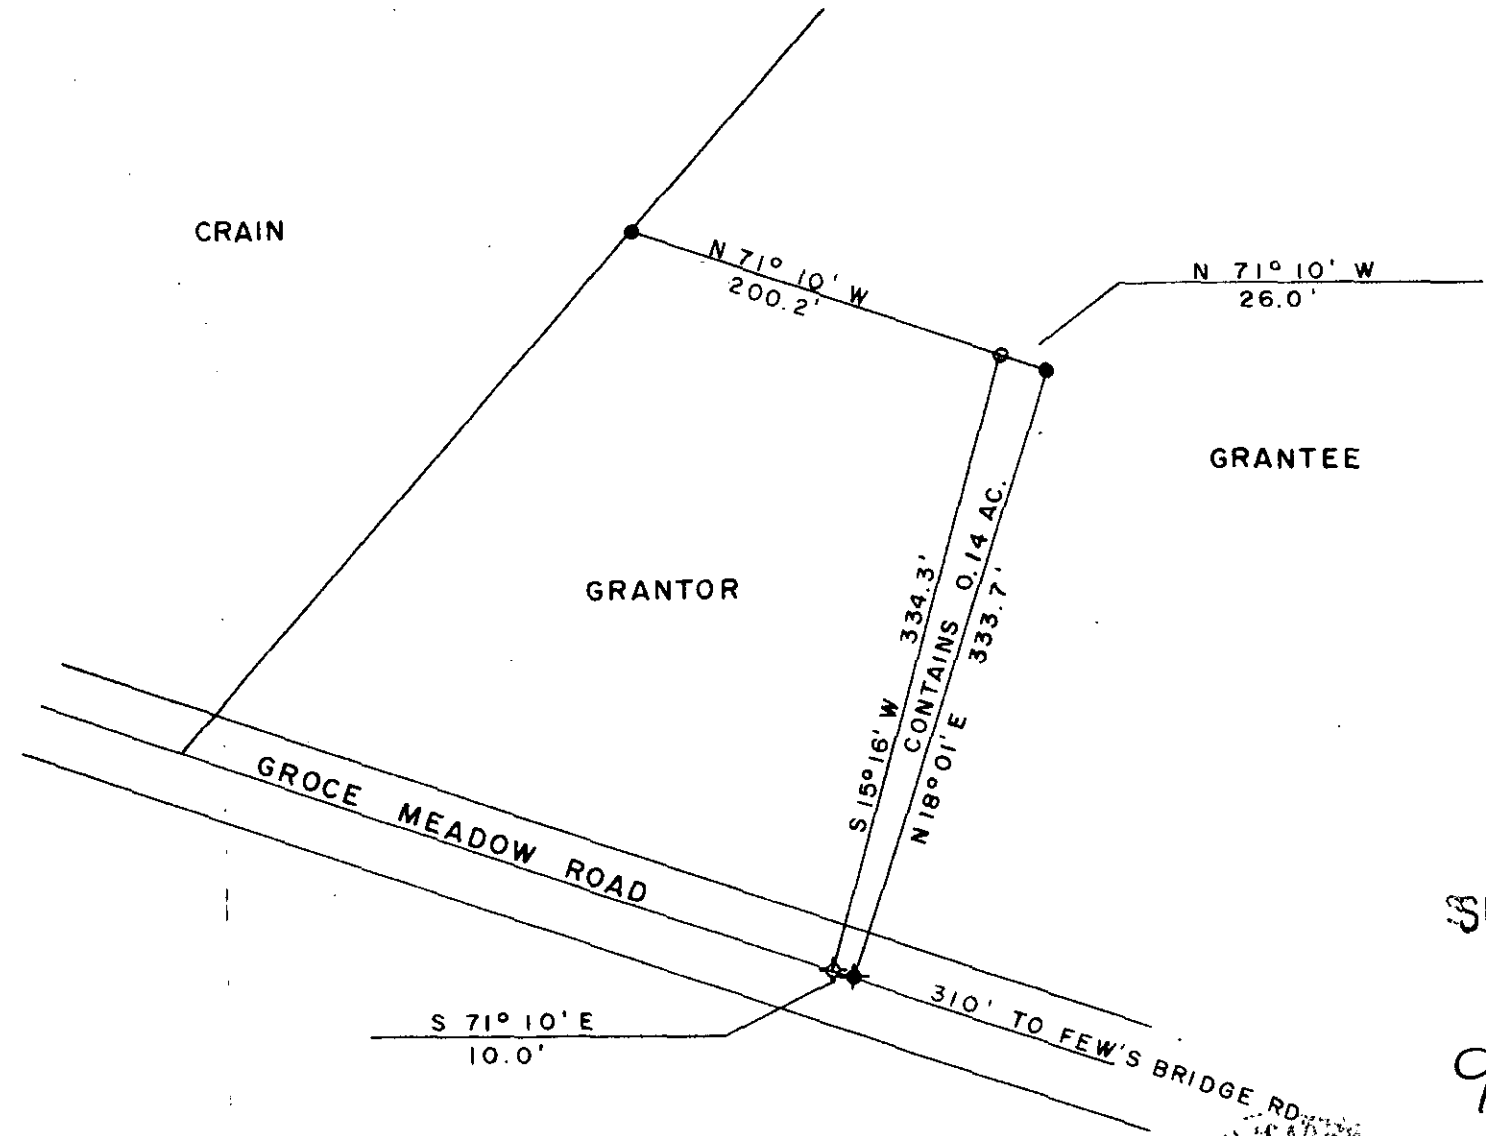 CRAIN
N 71° 10' W
200.2'
N 71° 10' W
26.0'
GRANTEE
GRANTOR
S 15° 16' W 334.3'
CONTAINS 0.14 AC.
N 18° 01' E 333.7'
GROCE MEADOW ROAD
S 71° 10' E
10.0'
310' TO FEW'S BRIDGE RD.